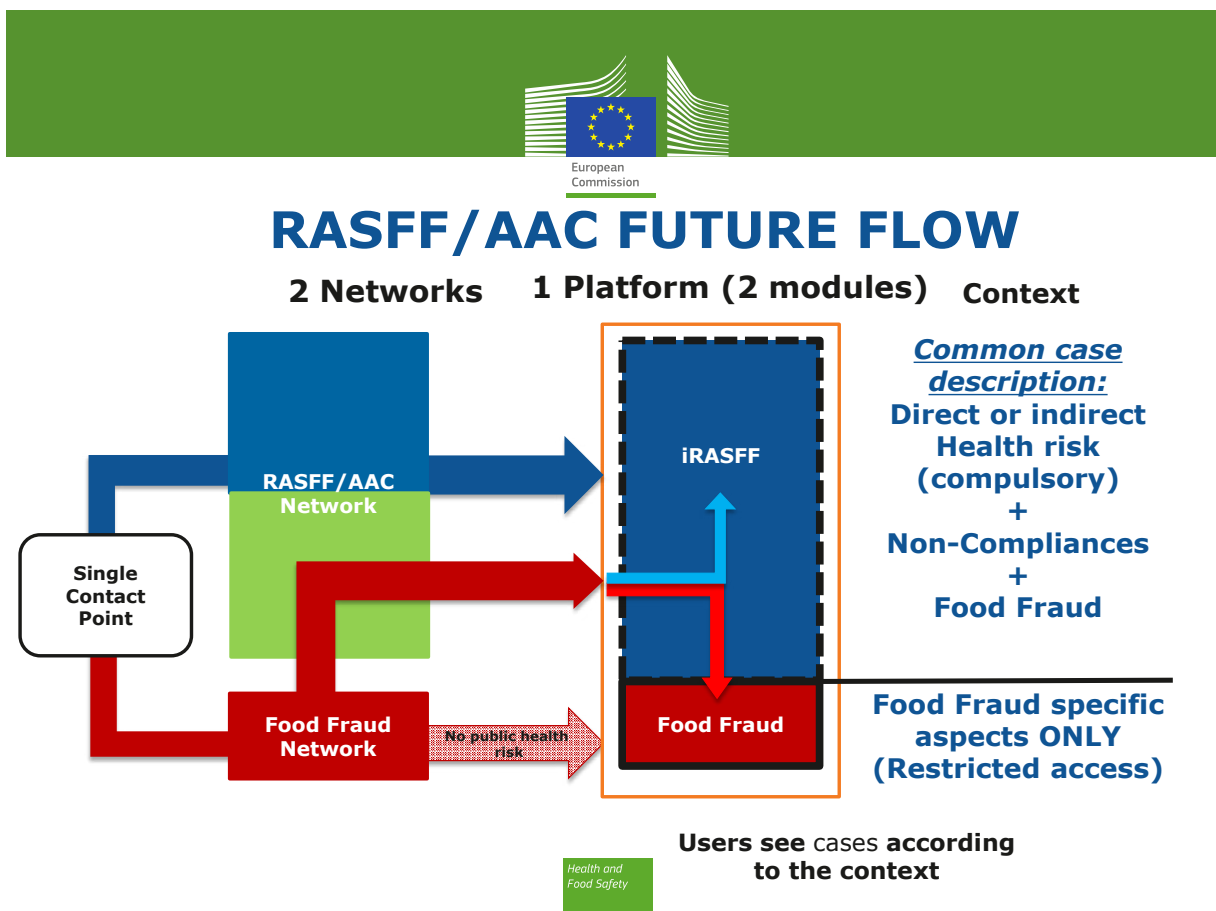 European
Commission
RASFF/AAC FUTURE FLOW
2 Networks
1 Platform (2 modules)
Context
Common case
description:
Direct or indirect
Health risk
(compulsory)
+
Non-Compliances
+
Food Fraud
RASFF/AAC
Network
iRASFF
Single
Contact
Point
Food Fraud
Network
No public health
risk
Food Fraud
Food Fraud specific
aspects ONLY
(Restricted access)
Users see cases according
to the context
Health and
Food Safety